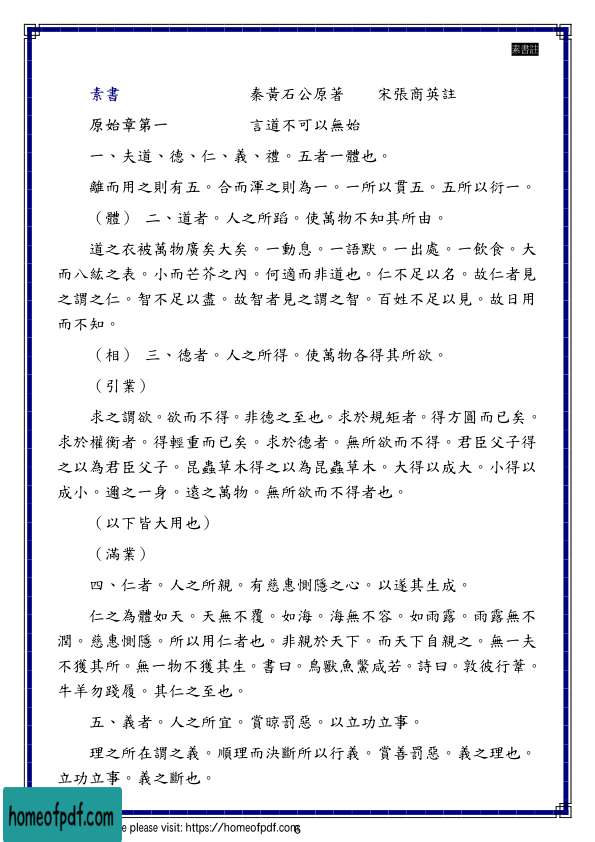 素書註
素書 秦黃石公原著 宋張商英註
原始章第一 言道不可以無始
一、夫道、德、仁、義、禮。五者一體也。
離而用之則有五。合而渾之則為一。一所以貫五。五所以衍一。
（體） 二、道者。人之所蹈。使萬物不知其所由。
道之衣被萬物廣矣大矣。一動息。一語默。一出處。一飲食。大
而八紘之表。小而芒芥之內。何適而非道也。仁不足以名。故仁者見
之謂之仁。智不足以盡。故智者見之謂之智。百姓不足以見。故日用
而不知。
（相） 三、德者。人之所得。使萬物各得其所欲。
（引業）
求之謂欲。欲而不得。非德之至也。求於規矩者。得方圓而已矣。
求於權衡者。得輕重而已矣。求於德者。無所欲而不得。君臣父子得
之以為君臣父子。昆蟲草木得之以為昆蟲草木。大得以成大。小得以
成小。邇之一身。遠之萬物。無所欲而不得者也。
（以下皆大用也）
（滿業）
四、仁者。人之所親。有慈惠惻隱之心。以遂其生成。
仁之為體如天。天無不覆。如海。海無不容。如雨露。雨露無不
潤。慈惠惻隱。所以用仁者也。非親於天下。而天下自親之。無一夫
不獲其所。無一物不獲其生。書曰。鳥獸魚鱉咸若。詩曰。敦彼行葦。
牛羊勿踐履。其仁之至也。
五、義者。人之所宜。賞晾罰惡。以立功立事。
理之所在謂之義。順理而決斷所以行義。賞善罰惡。義之理也。
立功立事。義之斷也。
homeofpdf.com
e please visit: https://homeofpdf.com
6